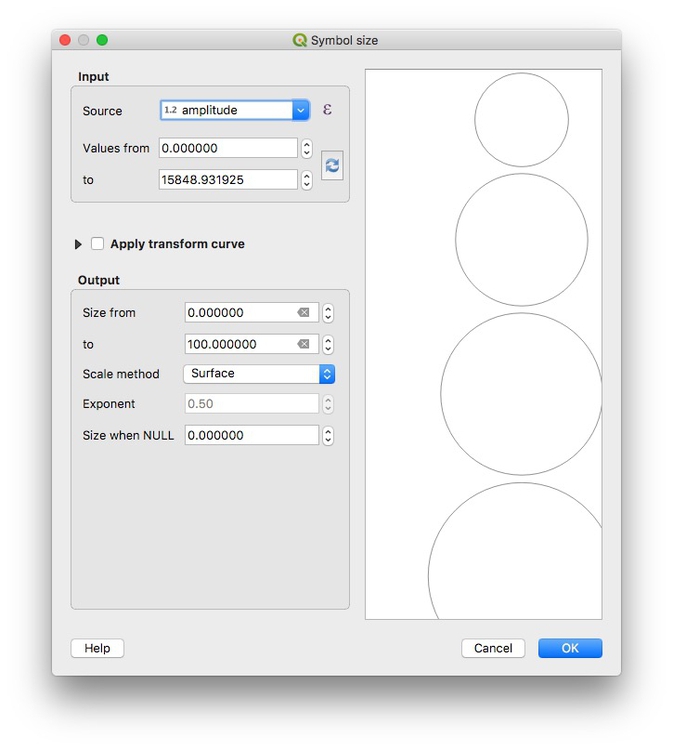 Symbol size
Input
Source 1.2 amplitude ε
Values from 0.000000
to 15848.931925
Apply transform curve
Output
Size from 0.000000
to 100.000000
Scale method Surface
Exponent 0.50
Size when NULL 0.000000
Help Cancel OK